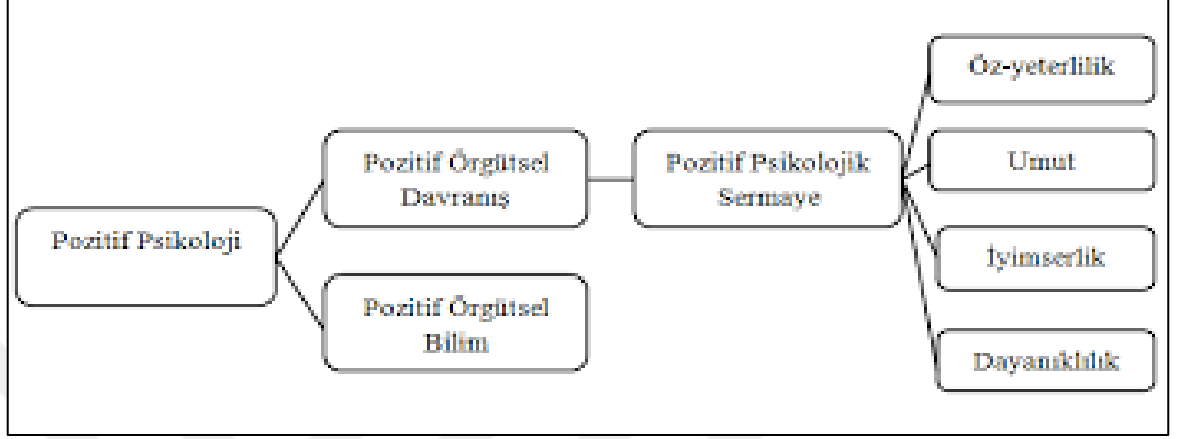 Pozitif Psikoloji
Pozitif Örgütsel
Davranış
Pozitif Örgütsel
Bilim
Pozitif Psikolojik
Sermaye
Öz-yeterlilik
Umut
İyimserlik
Dayanıklılık